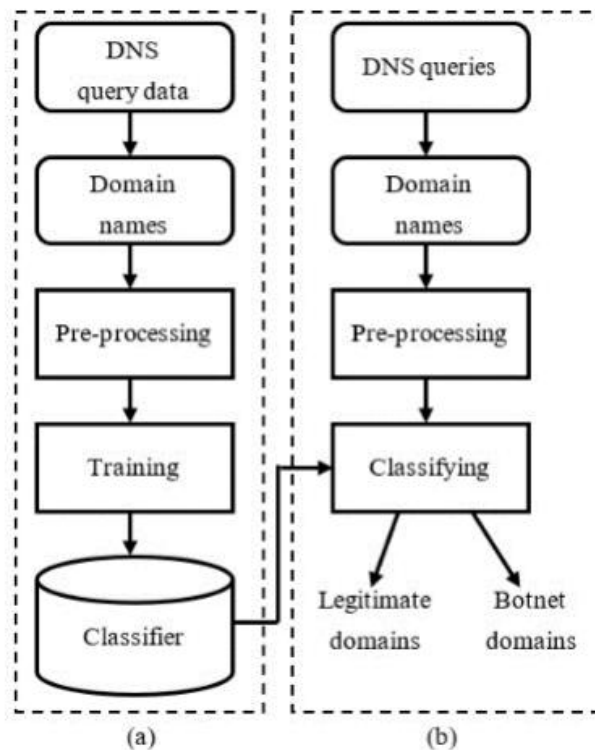 DNS
query data
Domain
names
Pre-processing
Training
Classifier
(a)
DNS queries
Domain
names
Pre-processing
Classifying
Legitimate
domains
Botnet
domains
(b)